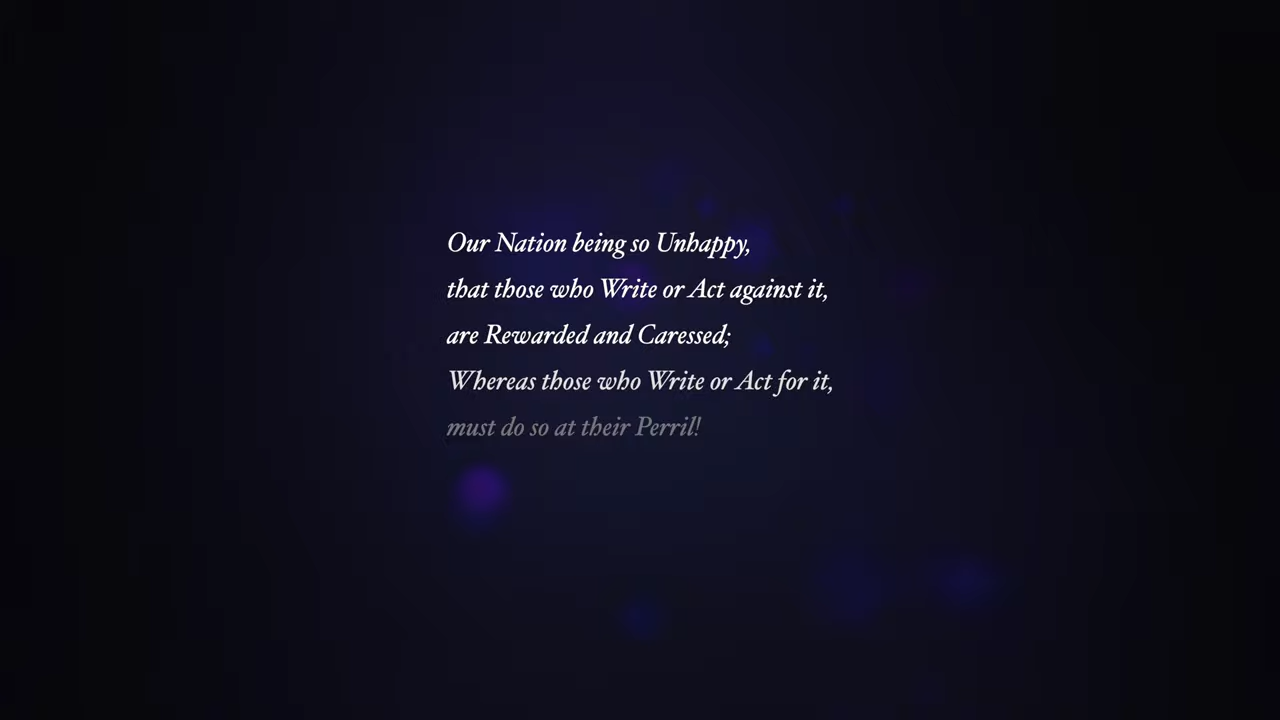 Our Nation being so Unhappy,
that those who Write or Act against it,
are Rewarded and Caressed;
Whereas those who Write or Act for it,
must do so at their Perril!